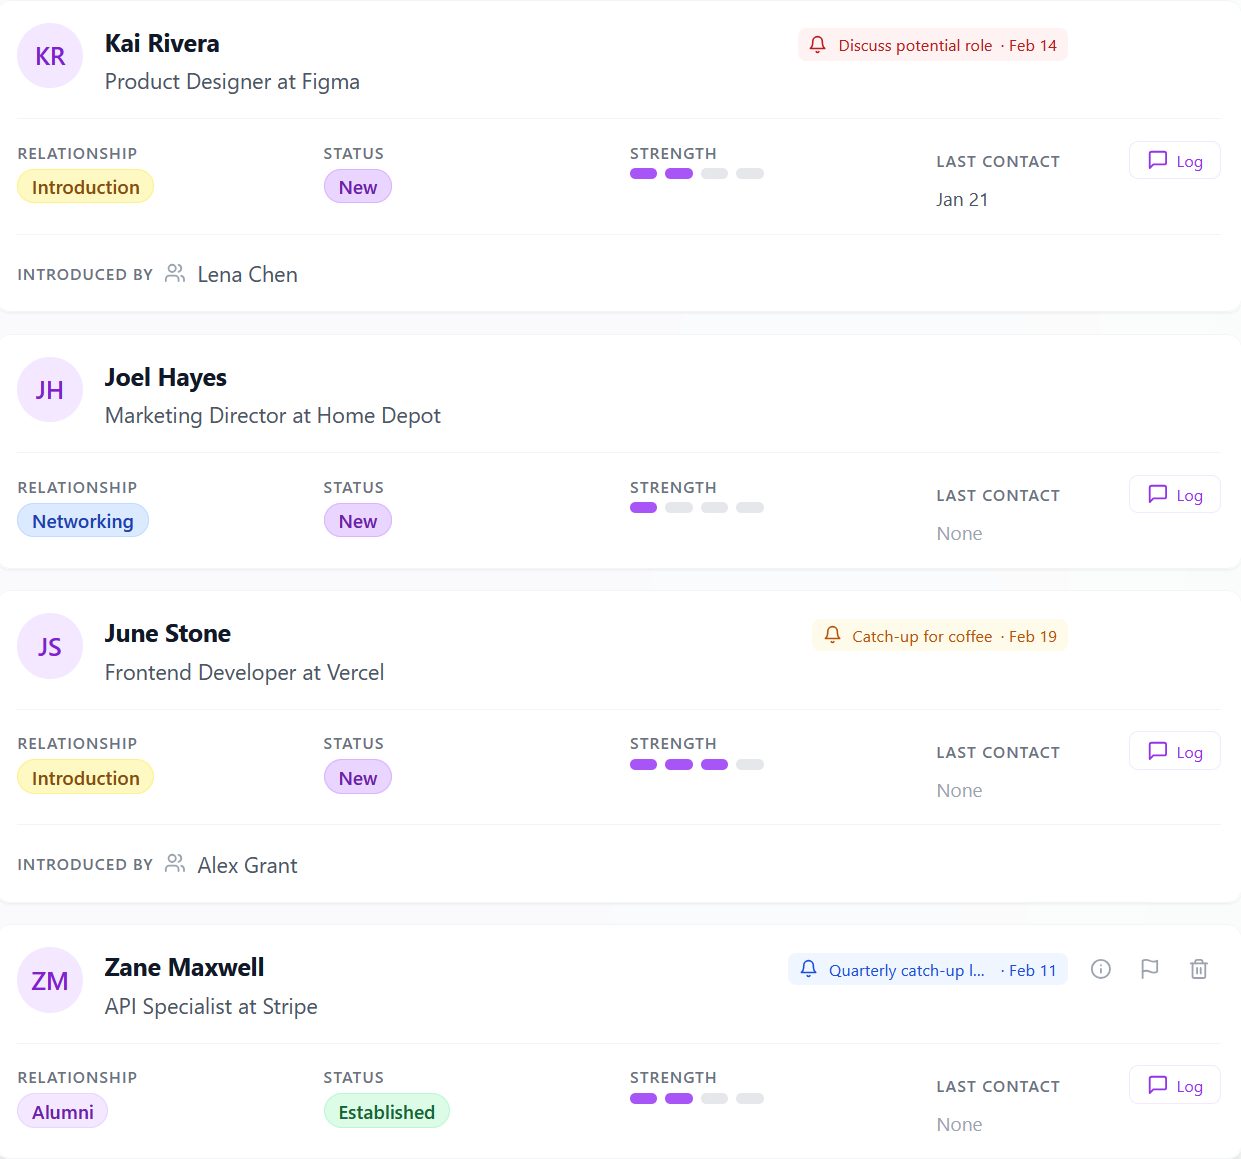 KR
Kai Rivera
Product Designer at Figma
Discuss potential role · Feb 14
RELATIONSHIP
Introduction
STATUS
New
STRENGTH
LAST CONTACT
Jan 21
Log
INTRODUCED BY Lena Chen
JH
Joel Hayes
Marketing Director at Home Depot
RELATIONSHIP
Networking
STATUS
New
STRENGTH
LAST CONTACT
None
Log
JS
June Stone
Frontend Developer at Vercel
Catch-up for coffee · Feb 19
RELATIONSHIP
Introduction
STATUS
New
STRENGTH
LAST CONTACT
None
Log
INTRODUCED BY Alex Grant
ZM
Zane Maxwell
API Specialist at Stripe
Quarterly catch-up l... · Feb 11
RELATIONSHIP
Alumni
STATUS
Established
STRENGTH
LAST CONTACT
None
Log